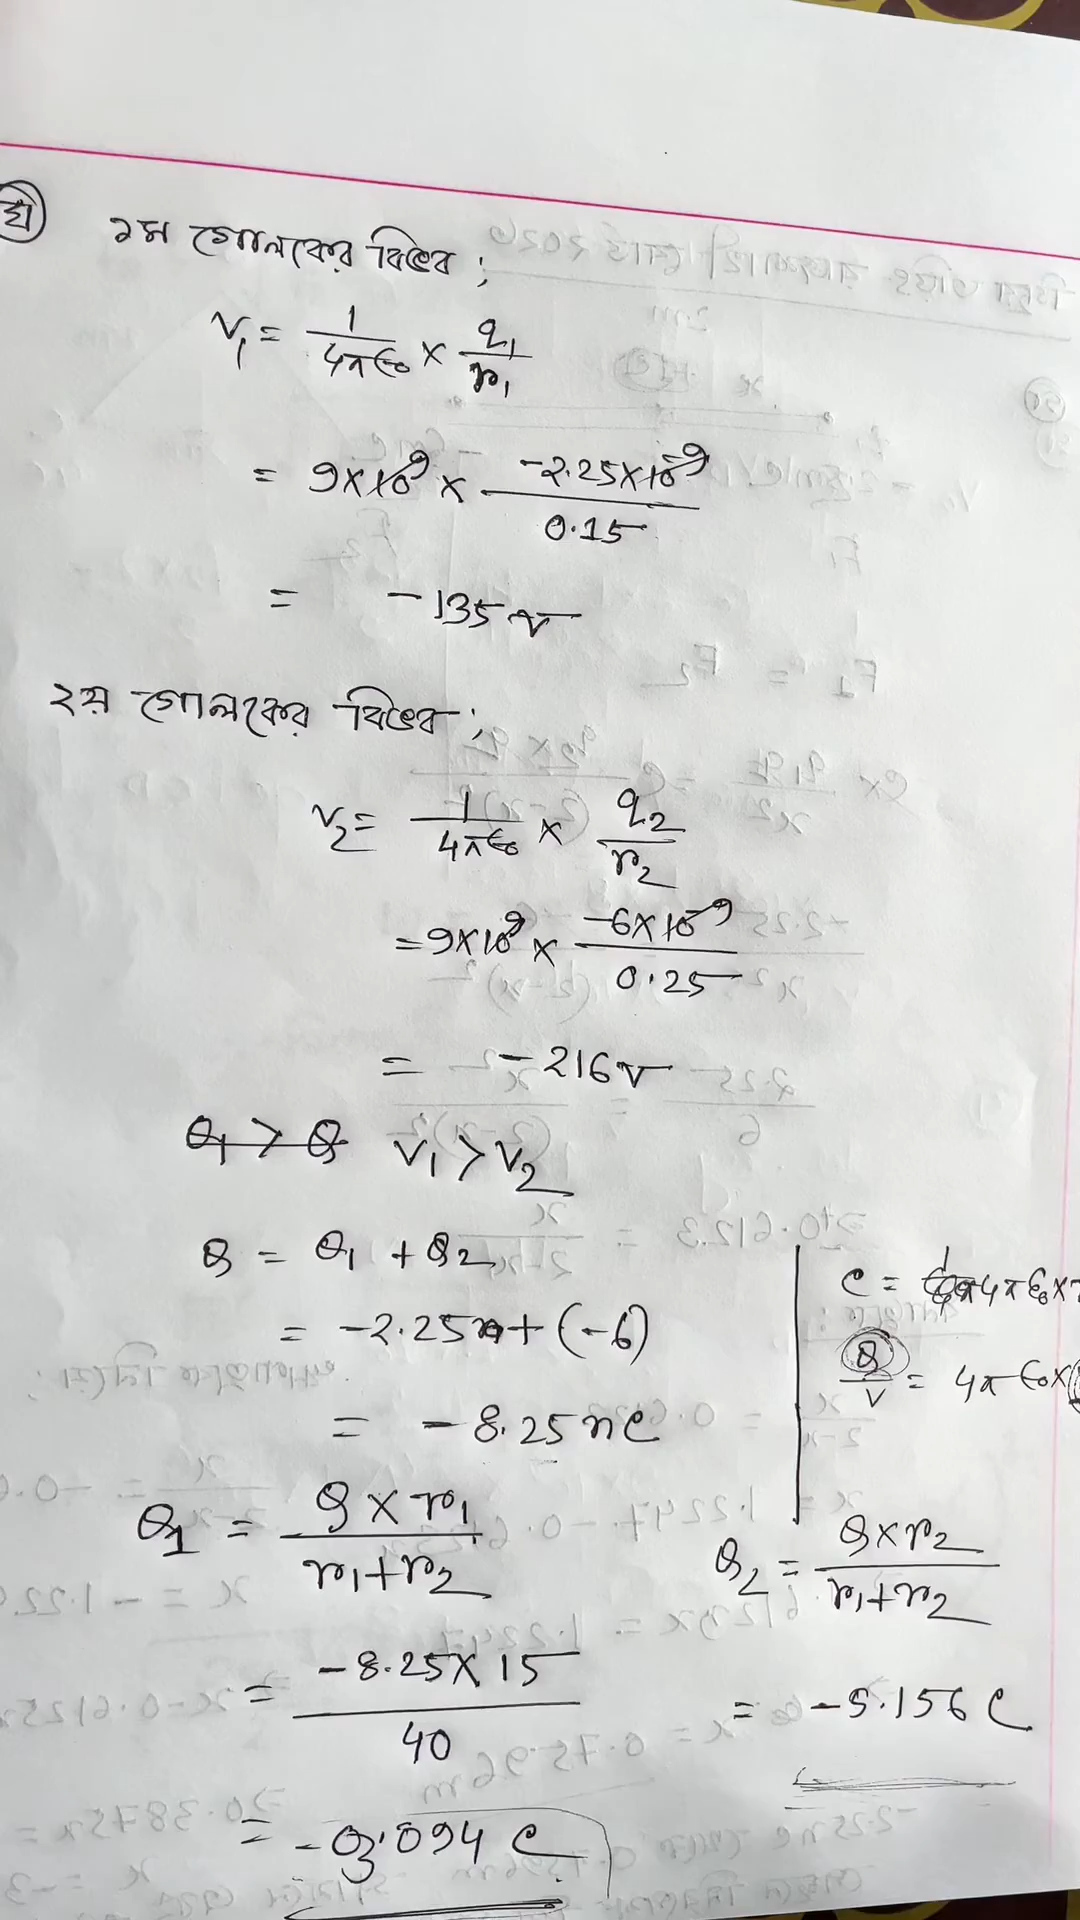 ঘ) ১ম গোলকের বিভব ;
V₁ = 1/4πϵ₀ × q₁/r₁
= 9×10⁹ × -2.25×10⁻⁹/0.15
= -135 V
২য় গোলকের বিভব ;
V₂ = 1/4πϵ₀ × q₂/r₂
= 9×10⁹ × -6×10⁻⁹/0.25
= -216 V
V₁ > V₂
Q = Q₁ + Q₂
= -2.25 + (-6)
= -8.25 nC
C = 4πϵ₀×
Q/V = 4πϵ₀×
Q₁ = Q×r₁/r₁+r₂
= -8.25×15/40
= -3.094 C
Q₂ = Q×r₂/r₁+r₂
= -5.156 C